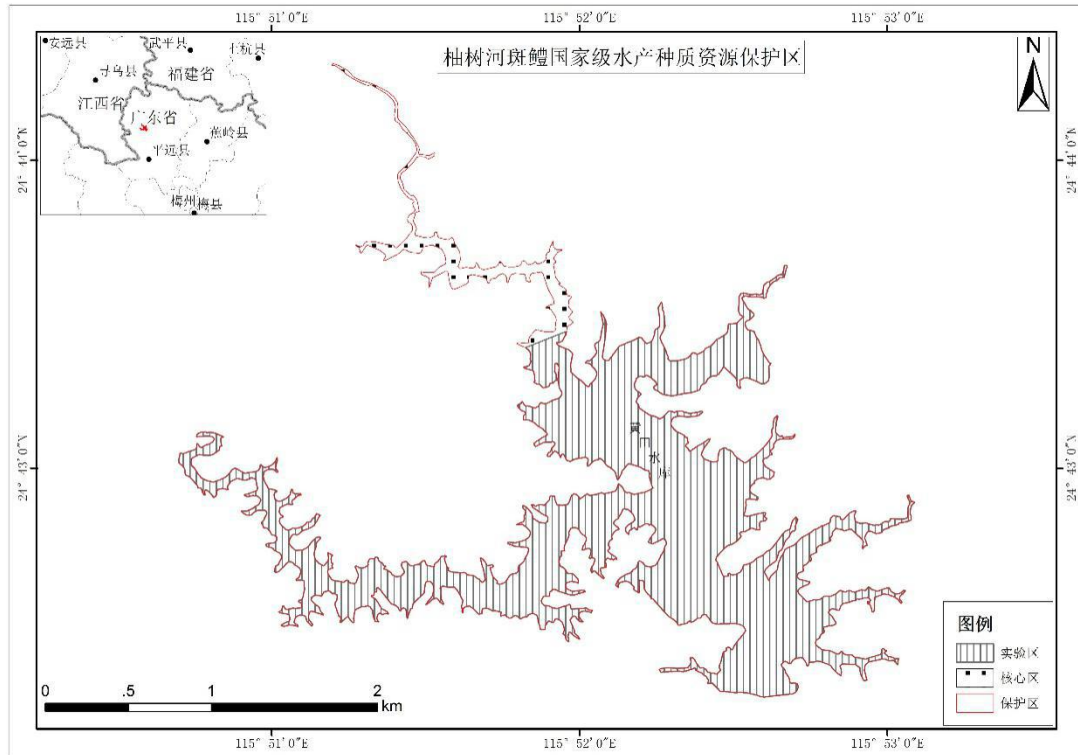 115° 51′ 0″E
115° 52′ 0″E
115° 53′ 0″E
柚树河斑鳢国家级水产种质资源保护区
N
安远县
武平县
上杭县
寻乌县
福建省
江西省
广东省
蕉岭县
平远县
梅州
梅县
24° 44′ 0″N
24° 44′ 0″N
24° 43′ 0″N
24° 43′ 0″N
黄田水库
图例
实验区
核心区
保护区
0 .5 1 2
km
115° 51′ 0″E
115° 52′ 0″E
115° 53′ 0″E